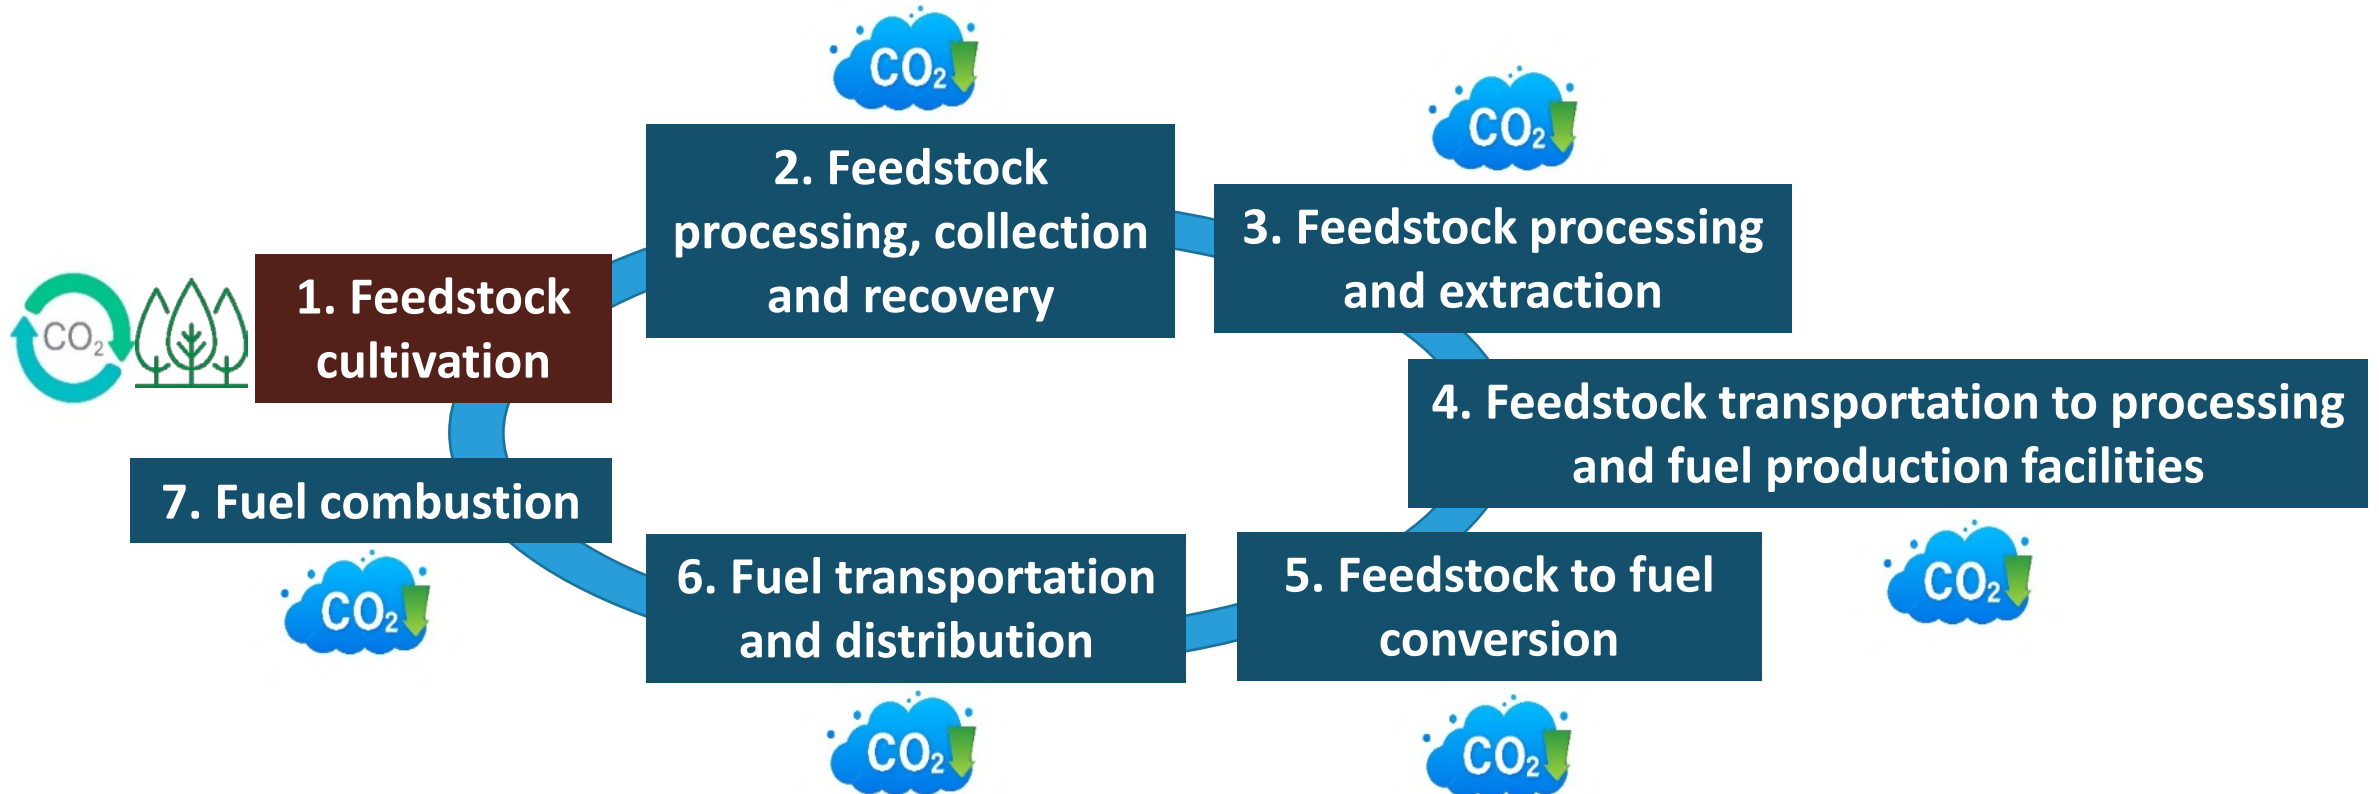 CO₂
1. Feedstock
cultivation
CO₂
2. Feedstock
processing, collection
and recovery
CO₂
3. Feedstock processing
and extraction
4. Feedstock transportation to processing
and fuel production facilities
CO₂
5. Feedstock to fuel
conversion
CO₂
6. Fuel transportation
and distribution
CO₂
7. Fuel combustion
CO₂